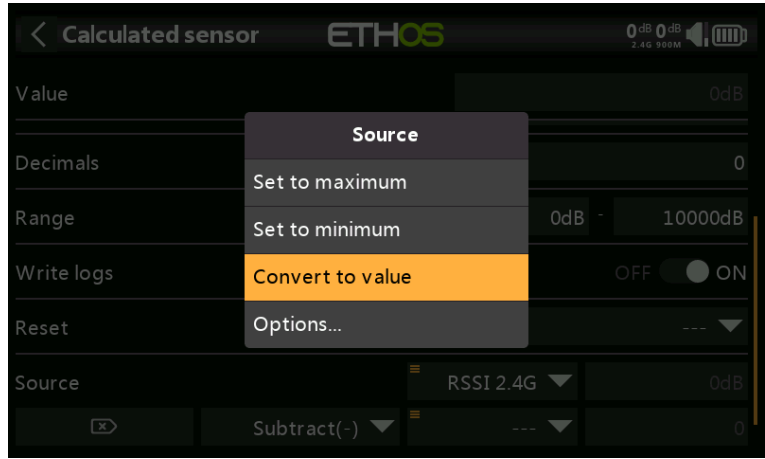 Calculated sensor ETHOS 0dB 0dB
2.4G 900M
Value 0dB
Source
Decimals 0
Set to maximum
Range 0dB - 10000dB
Set to minimum
Write logs OFF ON
Convert to value
Reset ---
Options...
Source RSSI 2.4G 0dB
Subtract(-) --- 0